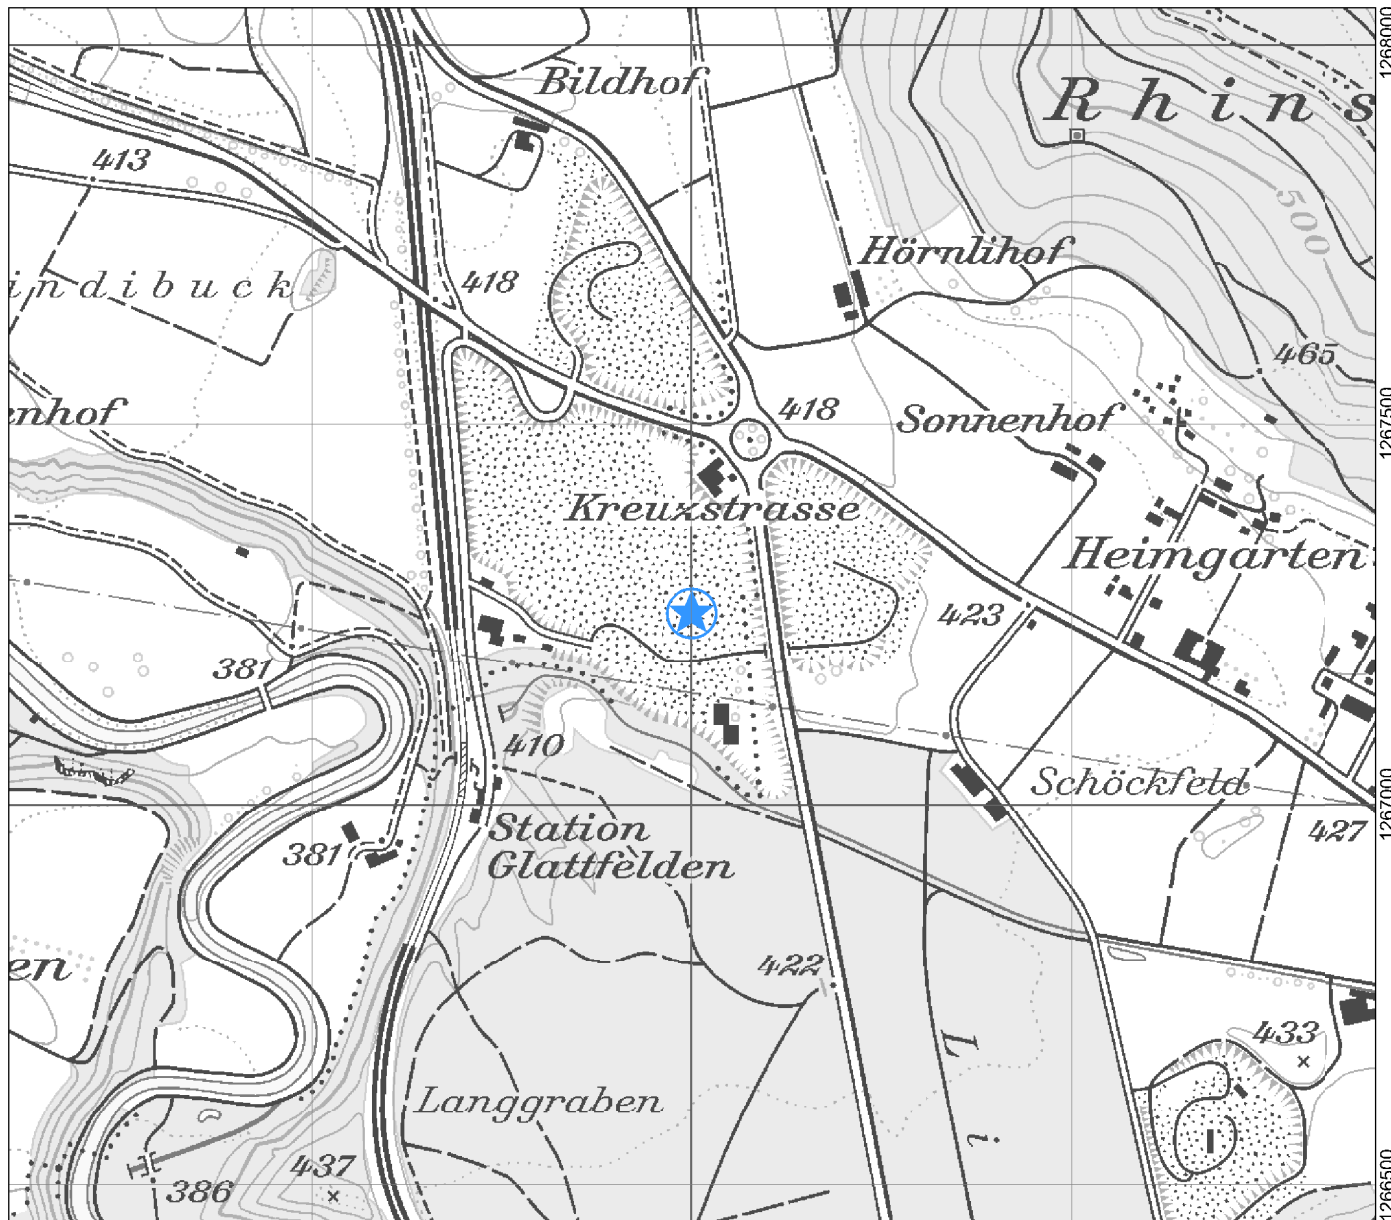 1268000
Bildhof
Rhins
413
500
Hörnlihof
indibuck
418
465
enhof
418
Sonnenhof
1267500
Kreuzstrasse
Heimgarten
423
381
410
Schöckfeld
1267000
Station
Glattfelden
381
427
en
422
433
L
i
Langgraben
437
386
1266500